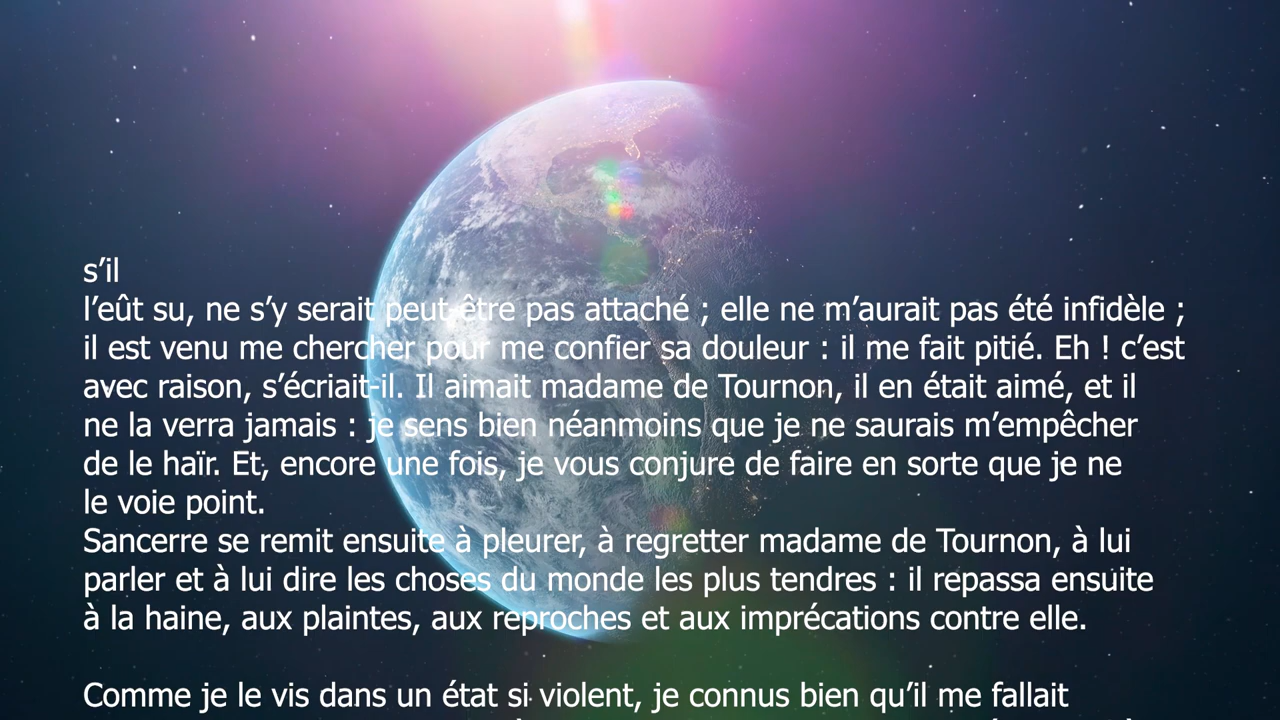 s’il
l’eût su, ne s’y serait peut-être pas attaché ; elle ne m’aurait pas été infidèle ;
il est venu me chercher pour me confier sa douleur : il me fait pitié. Eh ! c’est
avec raison, s’écriait-il. Il aimait madame de Tournon, il en était aimé, et il
ne la verra jamais : je sens bien néanmoins que je ne saurais m’empêcher
de le haïr. Et, encore une fois, je vous conjure de faire en sorte que je ne
le voie point.
Sancerre se remit ensuite à pleurer, à regretter madame de Tournon, à lui
parler et à lui dire les choses du monde les plus tendres : il repassa ensuite
à la haine, aux plaintes, aux reproches et aux imprécations contre elle.
Comme je le vis dans un état si violent, je connus bien qu’il me fallait